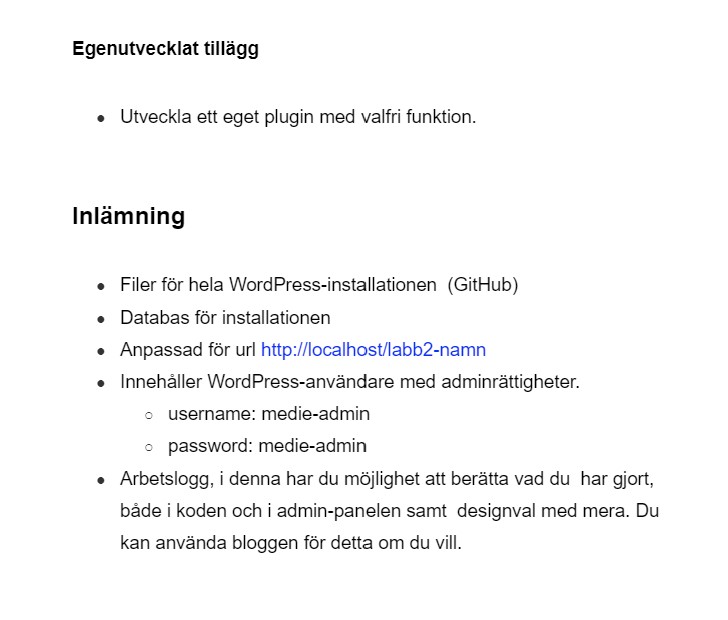 Egenutvecklat tillägg
● Utveckla ett eget plugin med valfri funktion.
Inlämning
● Filer för hela WordPress-installationen  (GitHub)
● Databas för installationen
● Anpassad för url http://localhost/labb2-namn
● Innehåller WordPress-användare med adminrättigheter.
○ username: medie-admin
○ password: medie-admin
● Arbetslogg, i denna har du möjlighet att berätta vad du  har gjort,
både i koden och i admin-panelen samt  designval med mera. Du
kan använda bloggen för detta om du vill.